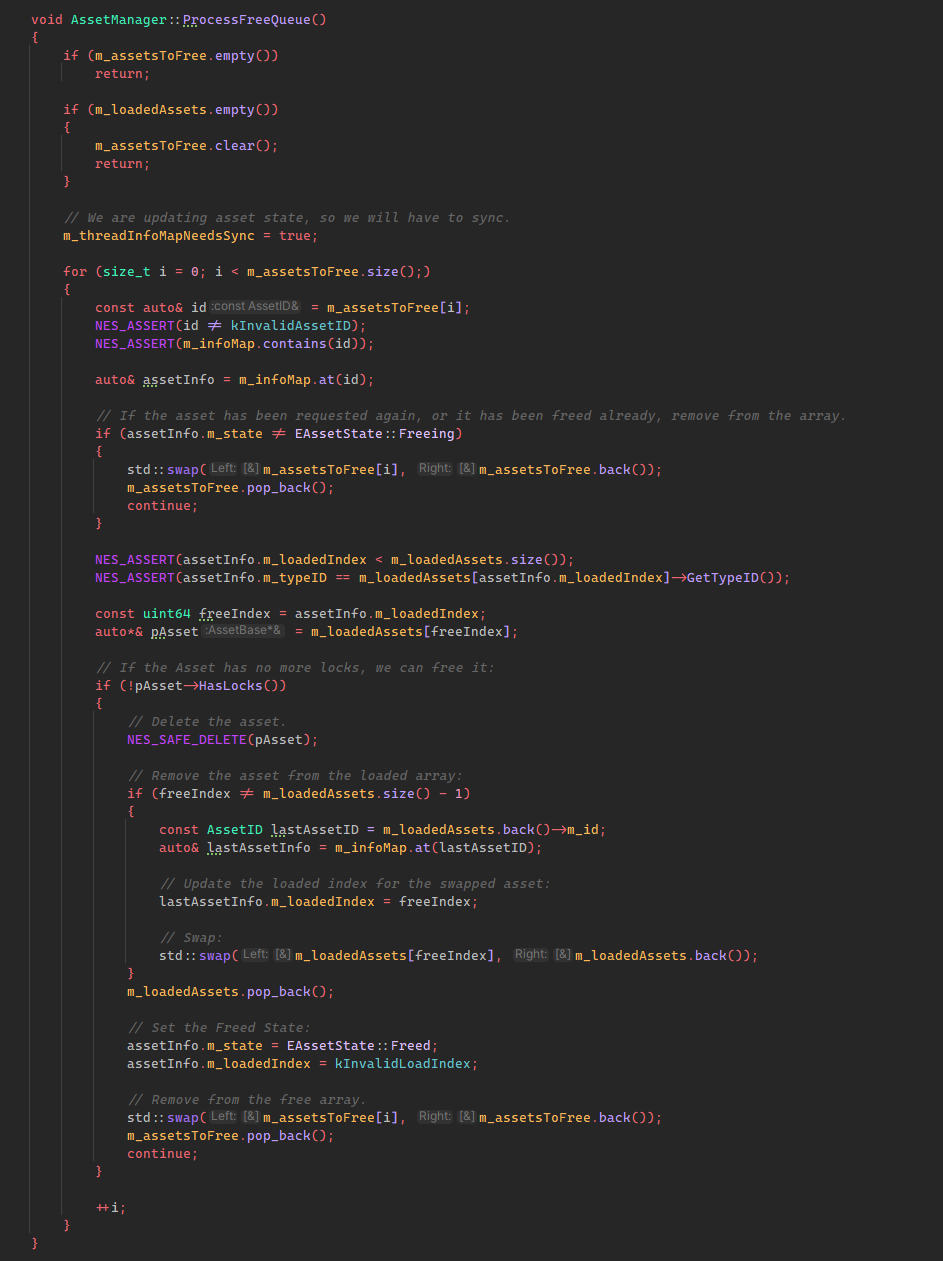 void AssetManager::ProcessFreeQueue()
{
    if (m_assetsToFree.empty())
        return;

    if (m_loadedAssets.empty())
    {
        m_assetsToFree.clear();
        return;
    }

    // We are updating asset state, so we will have to sync.
    m_threadInfoMapNeedsSync = true;

    for (size_t i = 0; i < m_assetsToFree.size();)
    {
        const auto& id :const AssetID& = m_assetsToFree[i];
        NES_ASSERT(id ≠ kInvalidAssetID);
        NES_ASSERT(m_infoMap.contains(id));

        auto& assetInfo = m_infoMap.at(id);

        // If the asset has been requested again, or it has been freed already, remove from the array.
        if (assetInfo.m_state ≠ EAssetState::Freeing)
        {
            std::swap( Left: [&] m_assetsToFree[i], Right: [&] m_assetsToFree.back());
            m_assetsToFree.pop_back();
            continue;
        }

        NES_ASSERT(assetInfo.m_loadedIndex < m_loadedAssets.size());
        NES_ASSERT(assetInfo.m_typeID == m_loadedAssets[assetInfo.m_loadedIndex]→GetTypeID());

        const uint64 freeIndex = assetInfo.m_loadedIndex;
        auto*& pAsset :AssetBase*& = m_loadedAssets[freeIndex];

        // If the Asset has no more locks, we can free it:
        if (!pAsset→HasLocks())
        {
            // Delete the asset.
            NES_SAFE_DELETE(pAsset);

            // Remove the asset from the loaded array:
            if (freeIndex ≠ m_loadedAssets.size() - 1)
            {
                const AssetID lastAssetID = m_loadedAssets.back()→m_id;
                auto& lastAssetInfo = m_infoMap.at(lastAssetID);

                // Update the loaded index for the swapped asset:
                lastAssetInfo.m_loadedIndex = freeIndex;

                // Swap:
                std::swap( Left: [&] m_loadedAssets[freeIndex], Right: [&] m_loadedAssets.back());
            }
            m_loadedAssets.pop_back();

            // Set the Freed State:
            assetInfo.m_state = EAssetState::Freed;
            assetInfo.m_loadedIndex = kInvalidLoadIndex;

            // Remove from the free array.
            std::swap( Left: [&] m_assetsToFree[i], Right: [&] m_assetsToFree.back());
            m_assetsToFree.pop_back();
            continue;
        }

        ++i;
    }
}